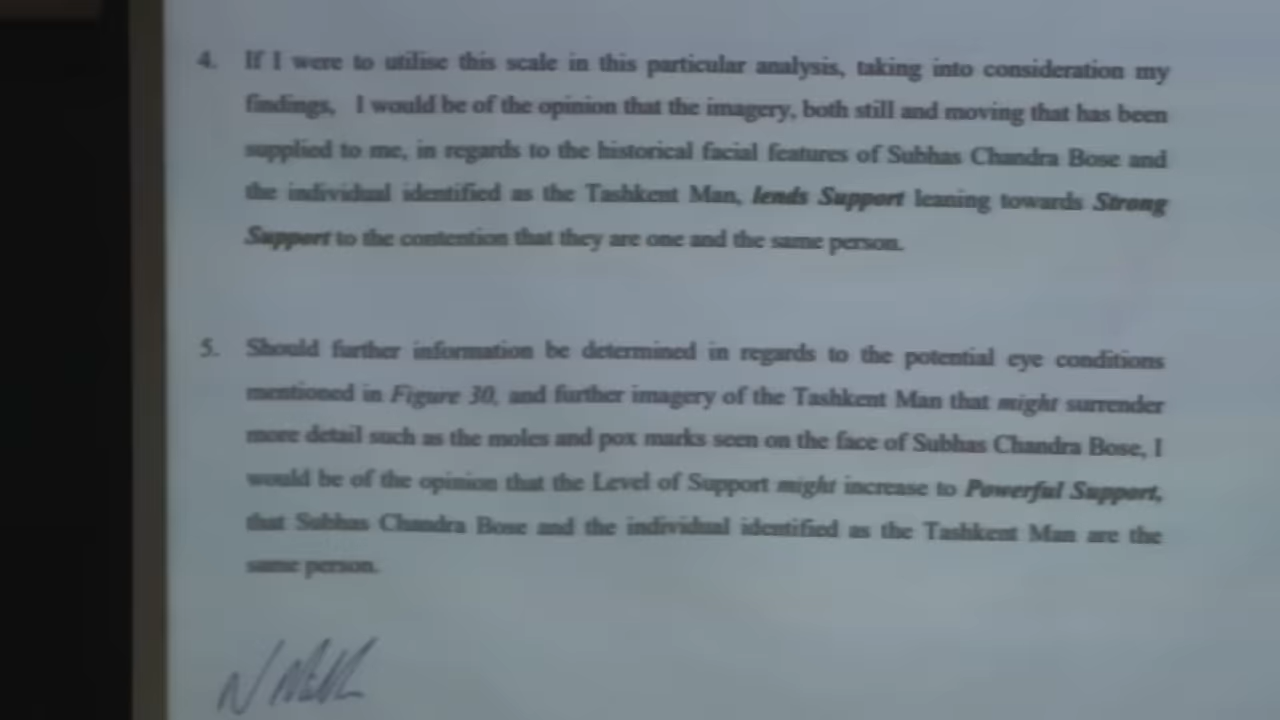 4. If I were to utilise this scale in this particular analysis, taking into consideration my
findings, I would be of the opinion that the imagery, both still and moving that has been
supplied to me, in regards to the historical facial features of Subhas Chandra Bose and
the individual identified as the Tashkent Man, lends Support leaning towards Strong
Support to the contention that they are one and the same person.
5. Should further information be determined in regards to the potential eye conditions
mentioned in Figure 30, and further imagery of the Tashkent Man that might surrender
more detail such as the moles and pox marks seen on the face of Subhas Chandra Bose, I
would be of the opinion that the Level of Support might increase to Powerful Support,
that Subhas Chandra Bose and the individual identified as the Tashkent Man are the
same person.